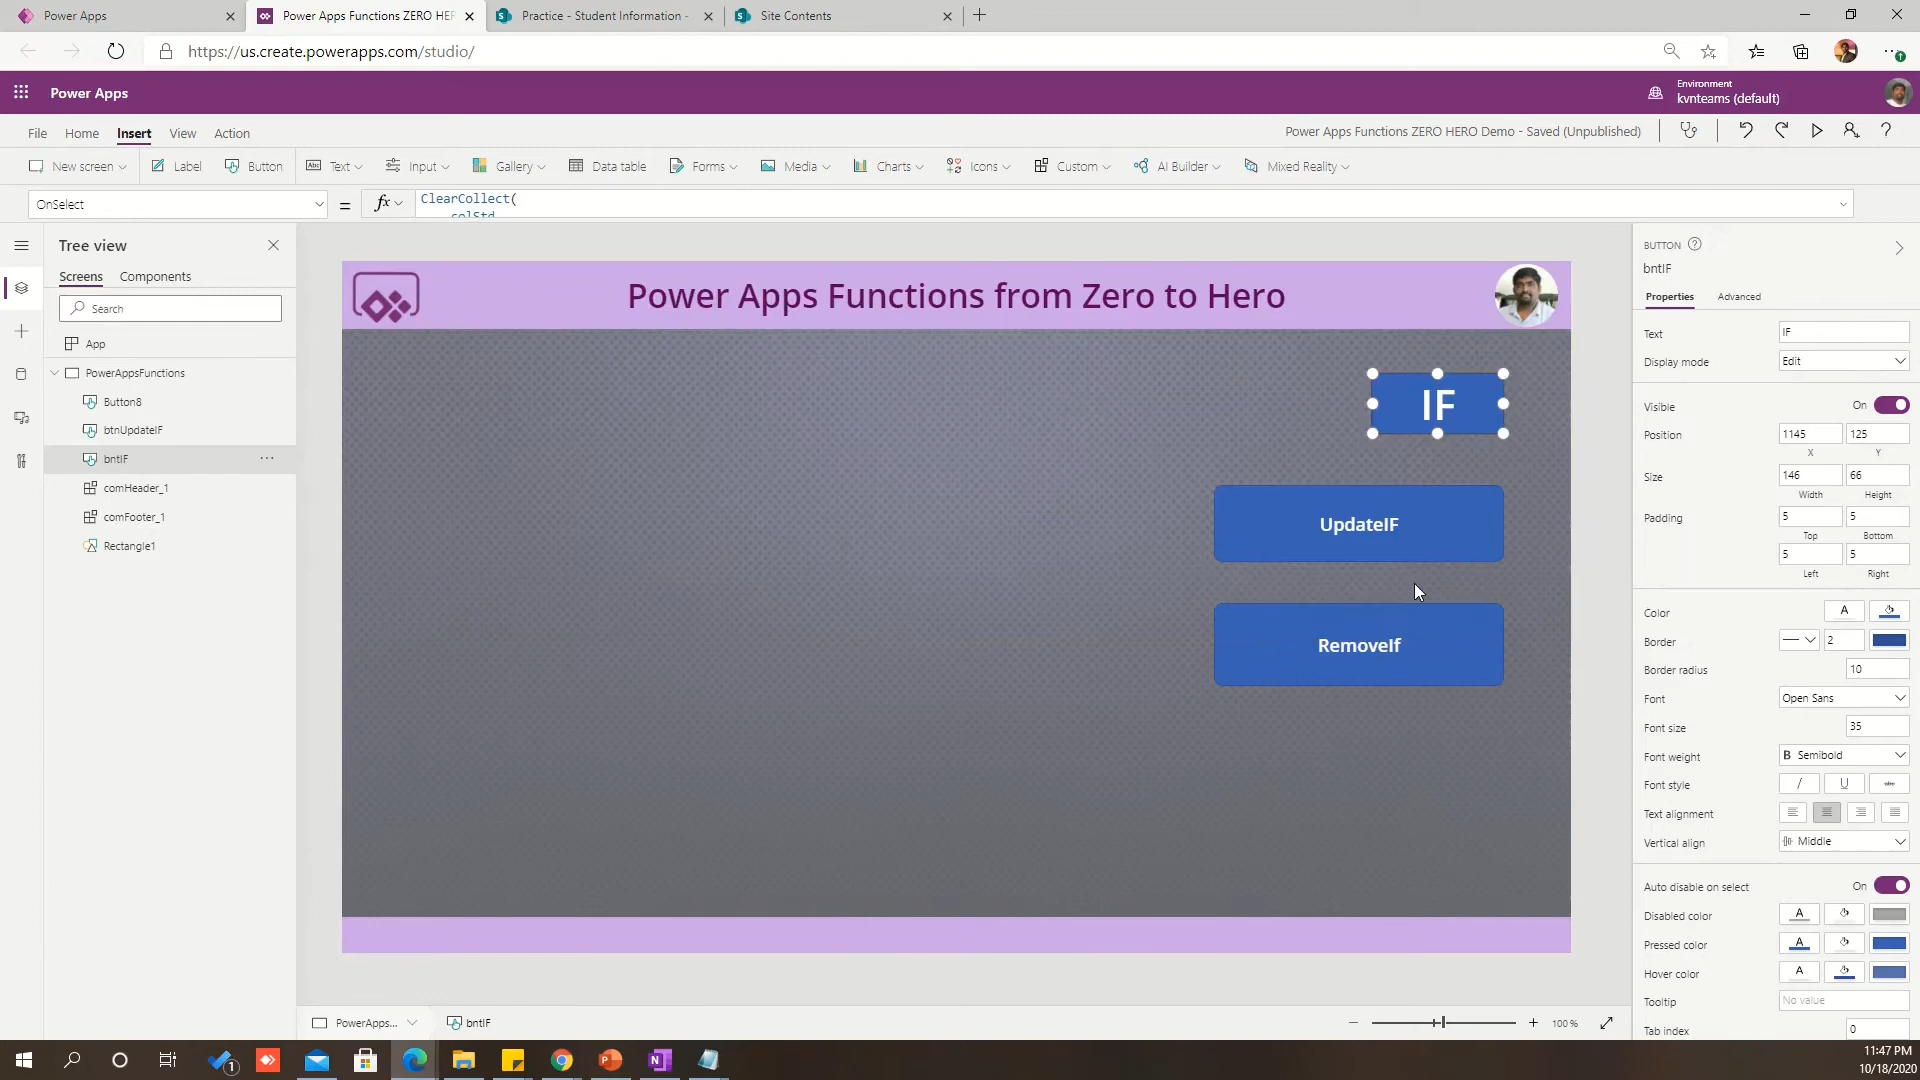 Power Apps
Power Apps Functions ZERO HER
Practice - Student Information -
Site Contents
https://us.create.powerapps.com/studio/
Power Apps
Environment
kvnteams (default)
File Home Insert View Action
Power Apps Functions ZERO HERO Demo - Saved (Unpublished)
New screen Label Button Text Input Gallery Data table Forms Media Charts Icons Custom AI Builder Mixed Reality
OnSelect = fx ClearCollect(
colStd
Tree view
Screens Components
Search
App
PowerAppsFunctions
Button8
btnUpdateIF
bntIF
comHeader_1
comFooter_1
Rectangle1
Power Apps Functions from Zero to Hero
IF
UpdateIF
RemoveIf
PowerApps... bntIF
100 %
BUTTON
bntIF
Properties Advanced
Text IF
Display mode Edit
Visible On
Position 1145 125
X Y
Size 146 66
Width Height
Padding 5 5
Top Bottom
5 5
Left Right
Color A
Border 2
Border radius 10
Font Open Sans
Font size 35
Font weight B Semibold
Font style / U abc
Text alignment
Vertical align Middle
Auto disable on select On
Disabled color A
Pressed color A
Hover color A
Tooltip No value
Tab index 0
11:47 PM
10/18/2020